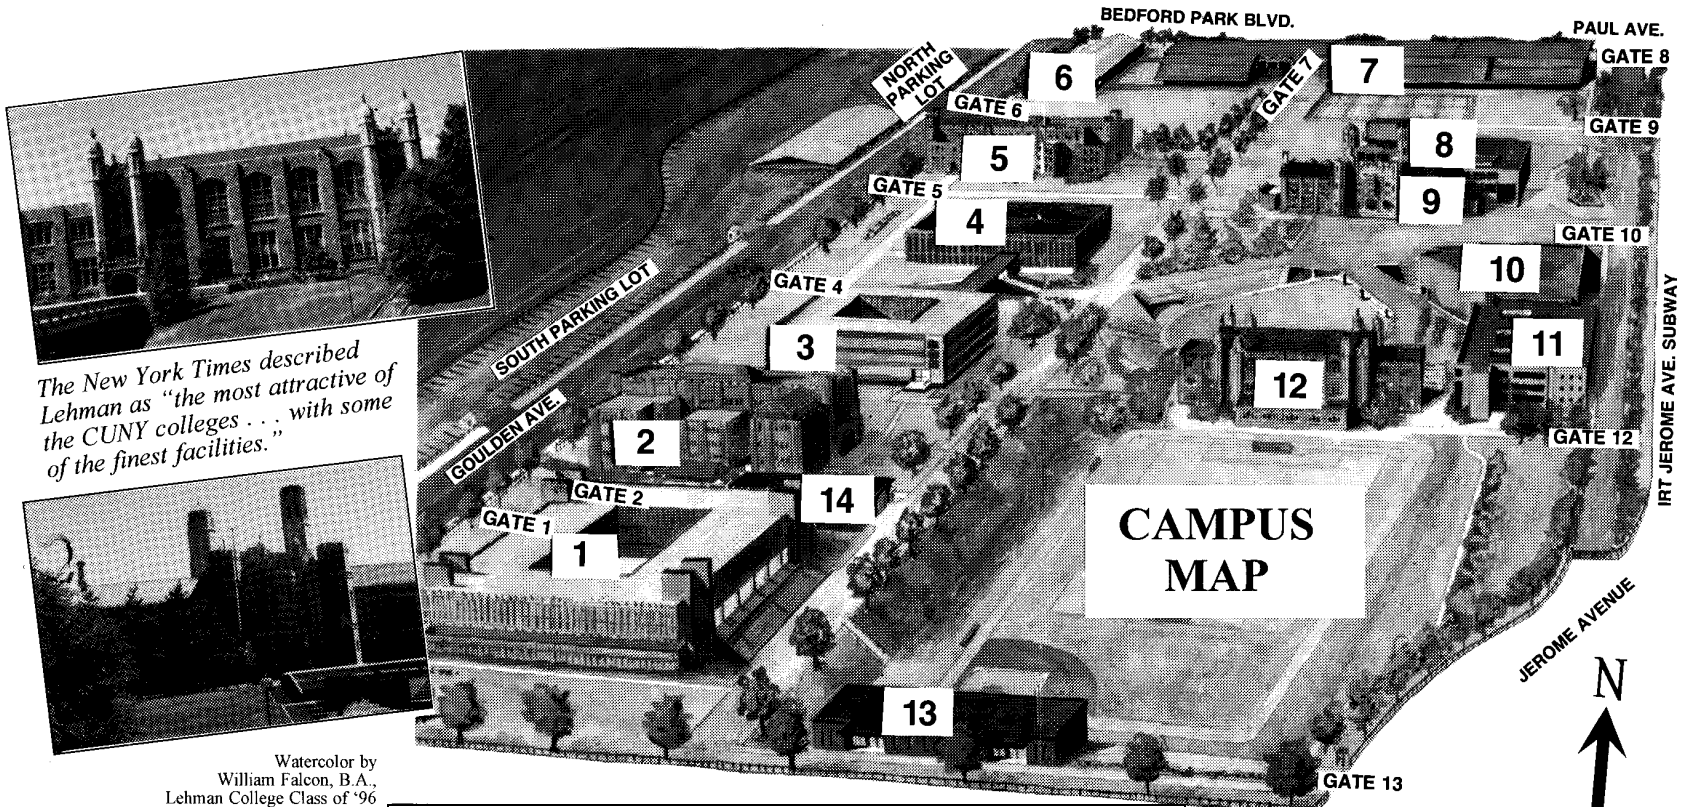 BEDFORD PARK BLVD.
PAUL AVE.
NORTH
PARKING
LOT
6
GATE 7
7
GATE 8
GATE 6
GATE 9
5
8
GATE 5
9
4
GATE 10
GATE 4
10
SOUTH PARKING LOT
3
11
IRT JEROME AVE. SUBWAY
12
The New York Times described
Lehman as “the most attractive of
the CUNY colleges . . . with some
of the finest facilities.”
GOULDEN AVE.
2
GATE 12
GATE 2
14
GATE 1
1
CAMPUS
MAP
JEROME AVENUE
N
13
GATE 13
Watercolor by
William Falcon, B.A.,
Lehman College Class of ‘96